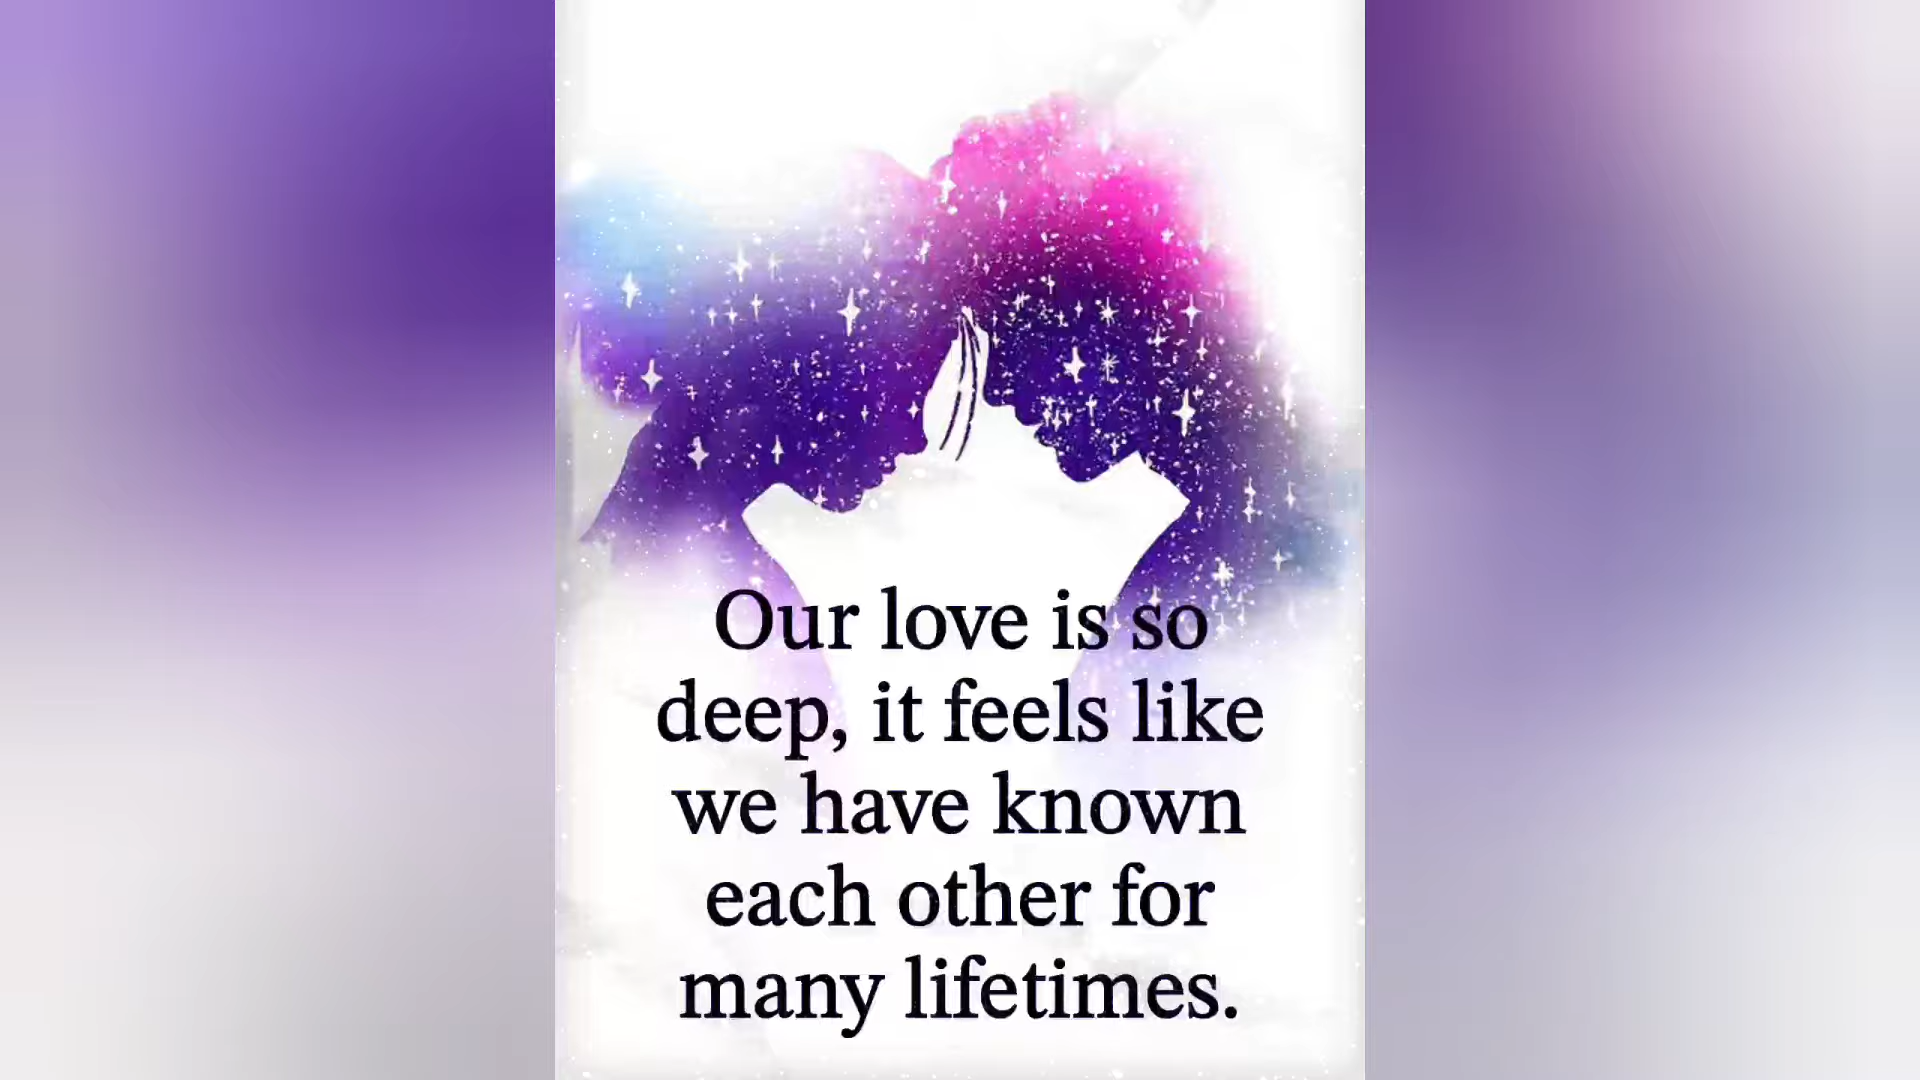 Our love is so
deep, it feels like
we have known
each other for
many lifetimes.